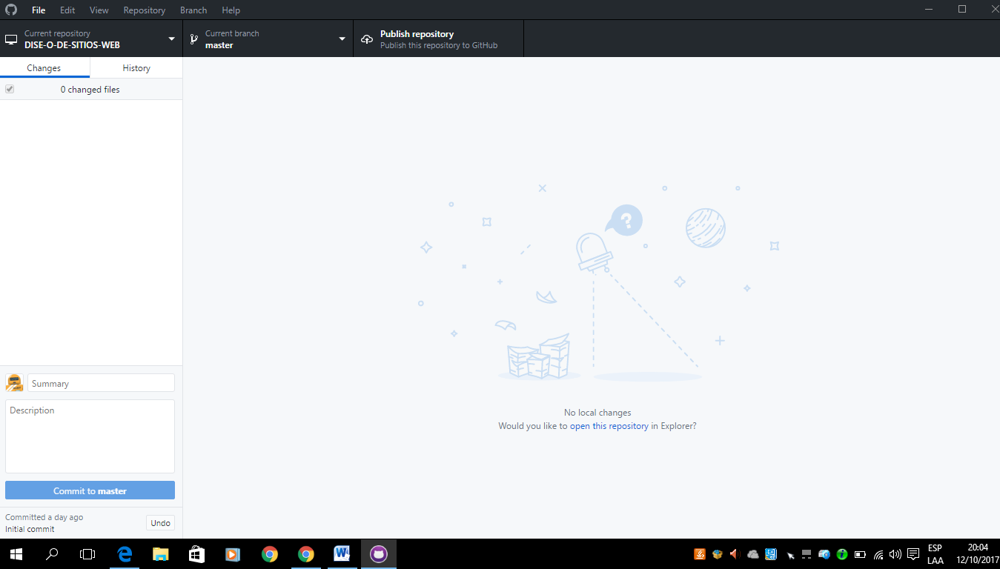 File Edit View Repository Branch Help
Current repository
DISE-O-DE-SITIOS-WEB
Current branch
master
Publish repository
Publish this repository to GitHub
Changes History
0 changed files
?
No local changes
Would you like to open this repository in Explorer?
Summary
Description
Commit to master
Committed a day ago
Initial commit
Undo
ESP
LAA
20:04
12/10/2017